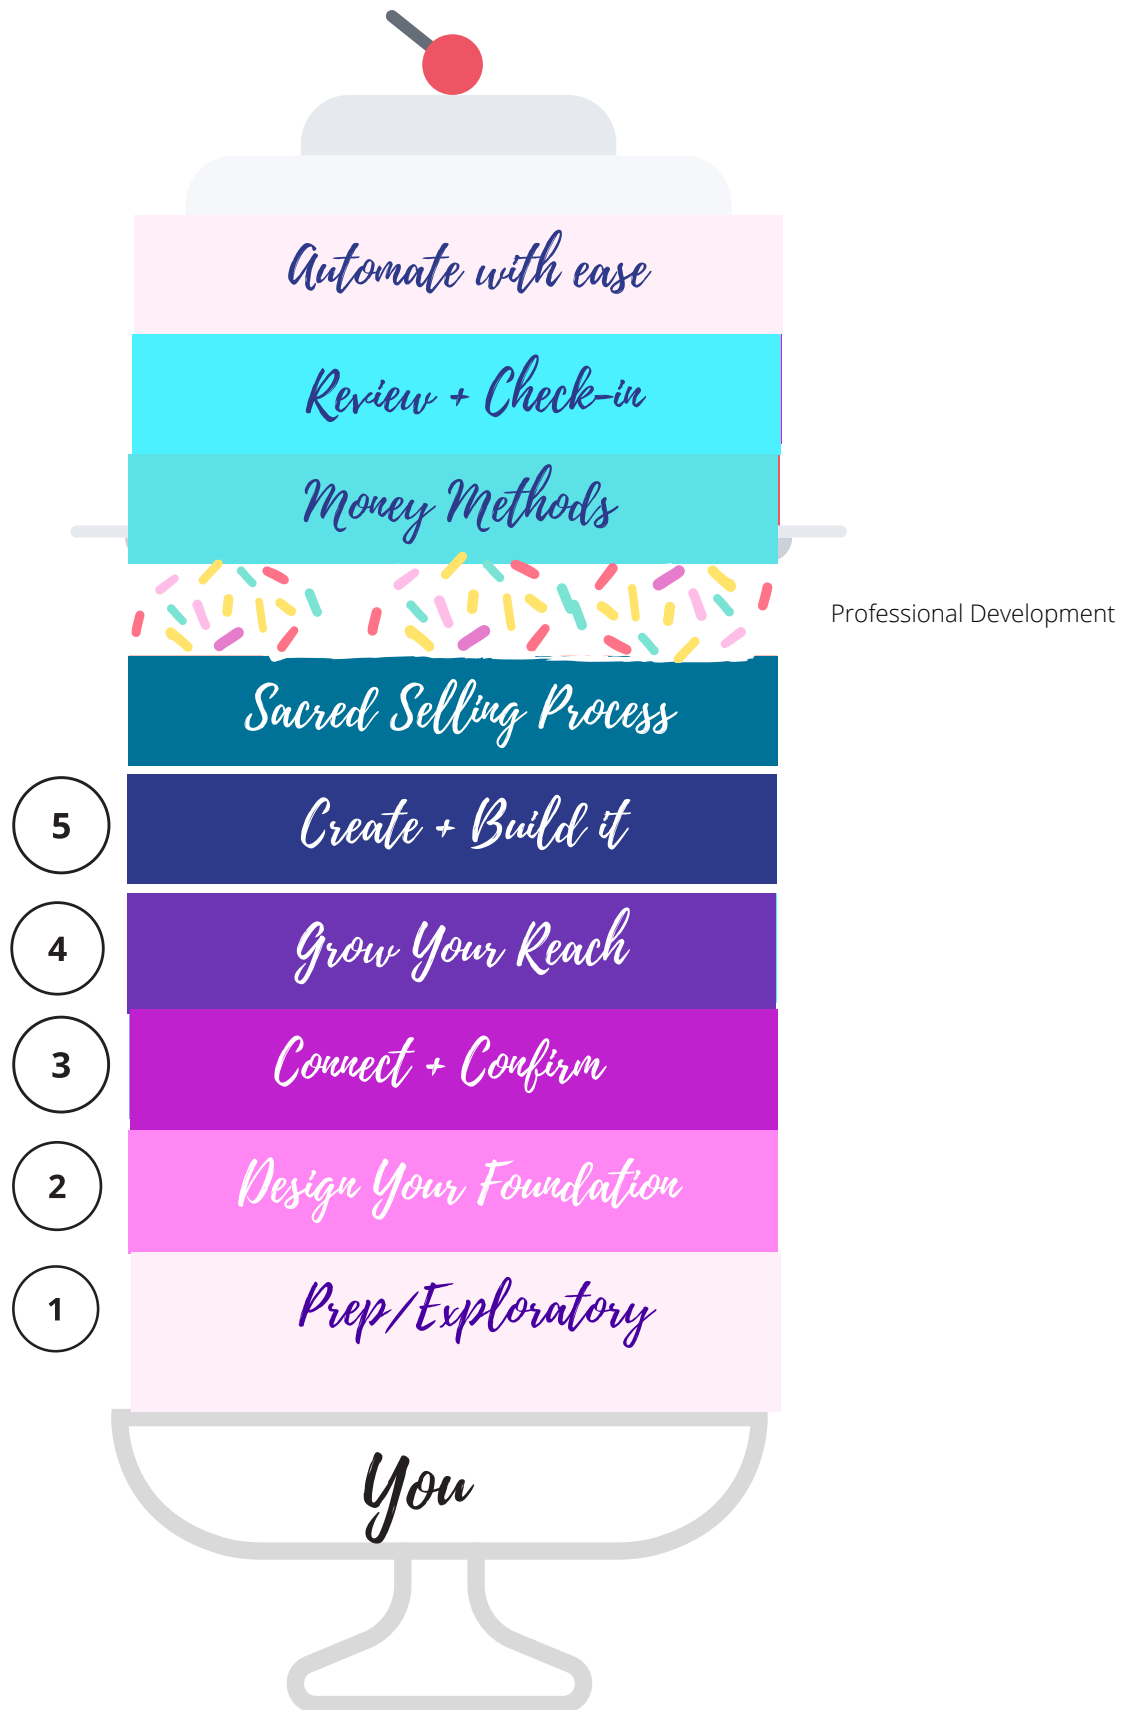 Automate with ease
Review + Check-in
Money Methods
Professional Development
Sacred Selling Process
5
Create + Build it
4
Grow Your Reach
3
Connect + Confirm
2
Design Your Foundation
1
Prep/Exploratory
You